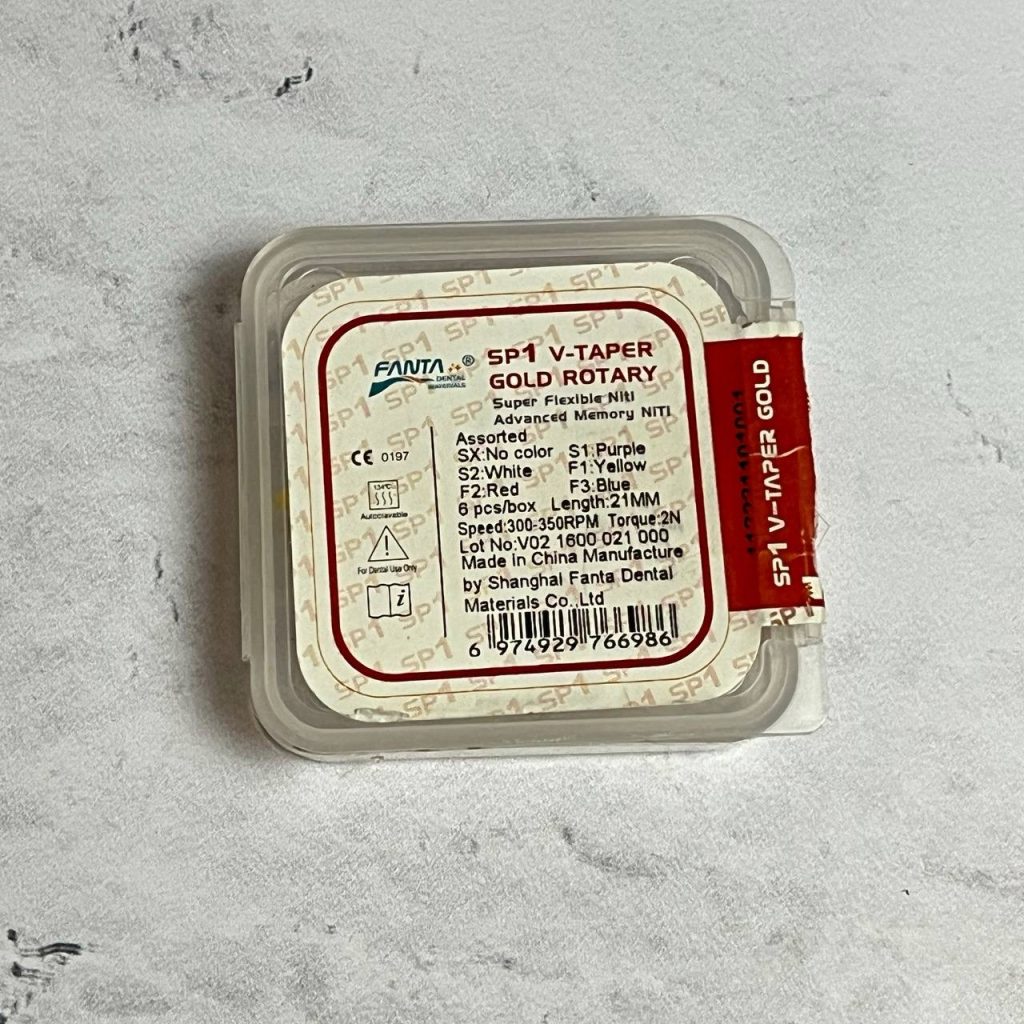 FANTA®
DENTAL
MATERIALS
SP1 V-TAPER
GOLD ROTARY
Super Flexible NiTi
Advanced Memory NITI
CE 0197
134°C
Autoclavable
For Dental Use Only
i
Assorted
SX:No color S1:Purple
S2:White F1:Yellow
F2:Red F3:Blue
6 pcs/box Length:21MM
Speed:300-350RPM Torque:2N
Lot No:V02 1600 021 000
Made in China Manufacture
by Shanghai Fanta Dental
Materials Co.,Ltd
6 974929 766986
SP1 V-TAPER GOLD